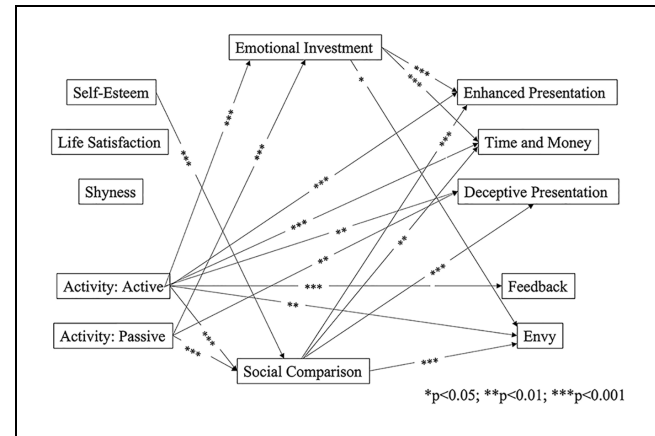 Emotional Investment
Self-Esteem
Enhanced Presentation
Life Satisfaction
Time and Money
Shyness
Deceptive Presentation
Activity: Active
Feedback
Activity: Passive
Envy
Social Comparison
***
***
*
***
***
***
***
***
***
**
**
***
**
***
**
***
***
***
*p<0.05; **p<0.01; ***p<0.001